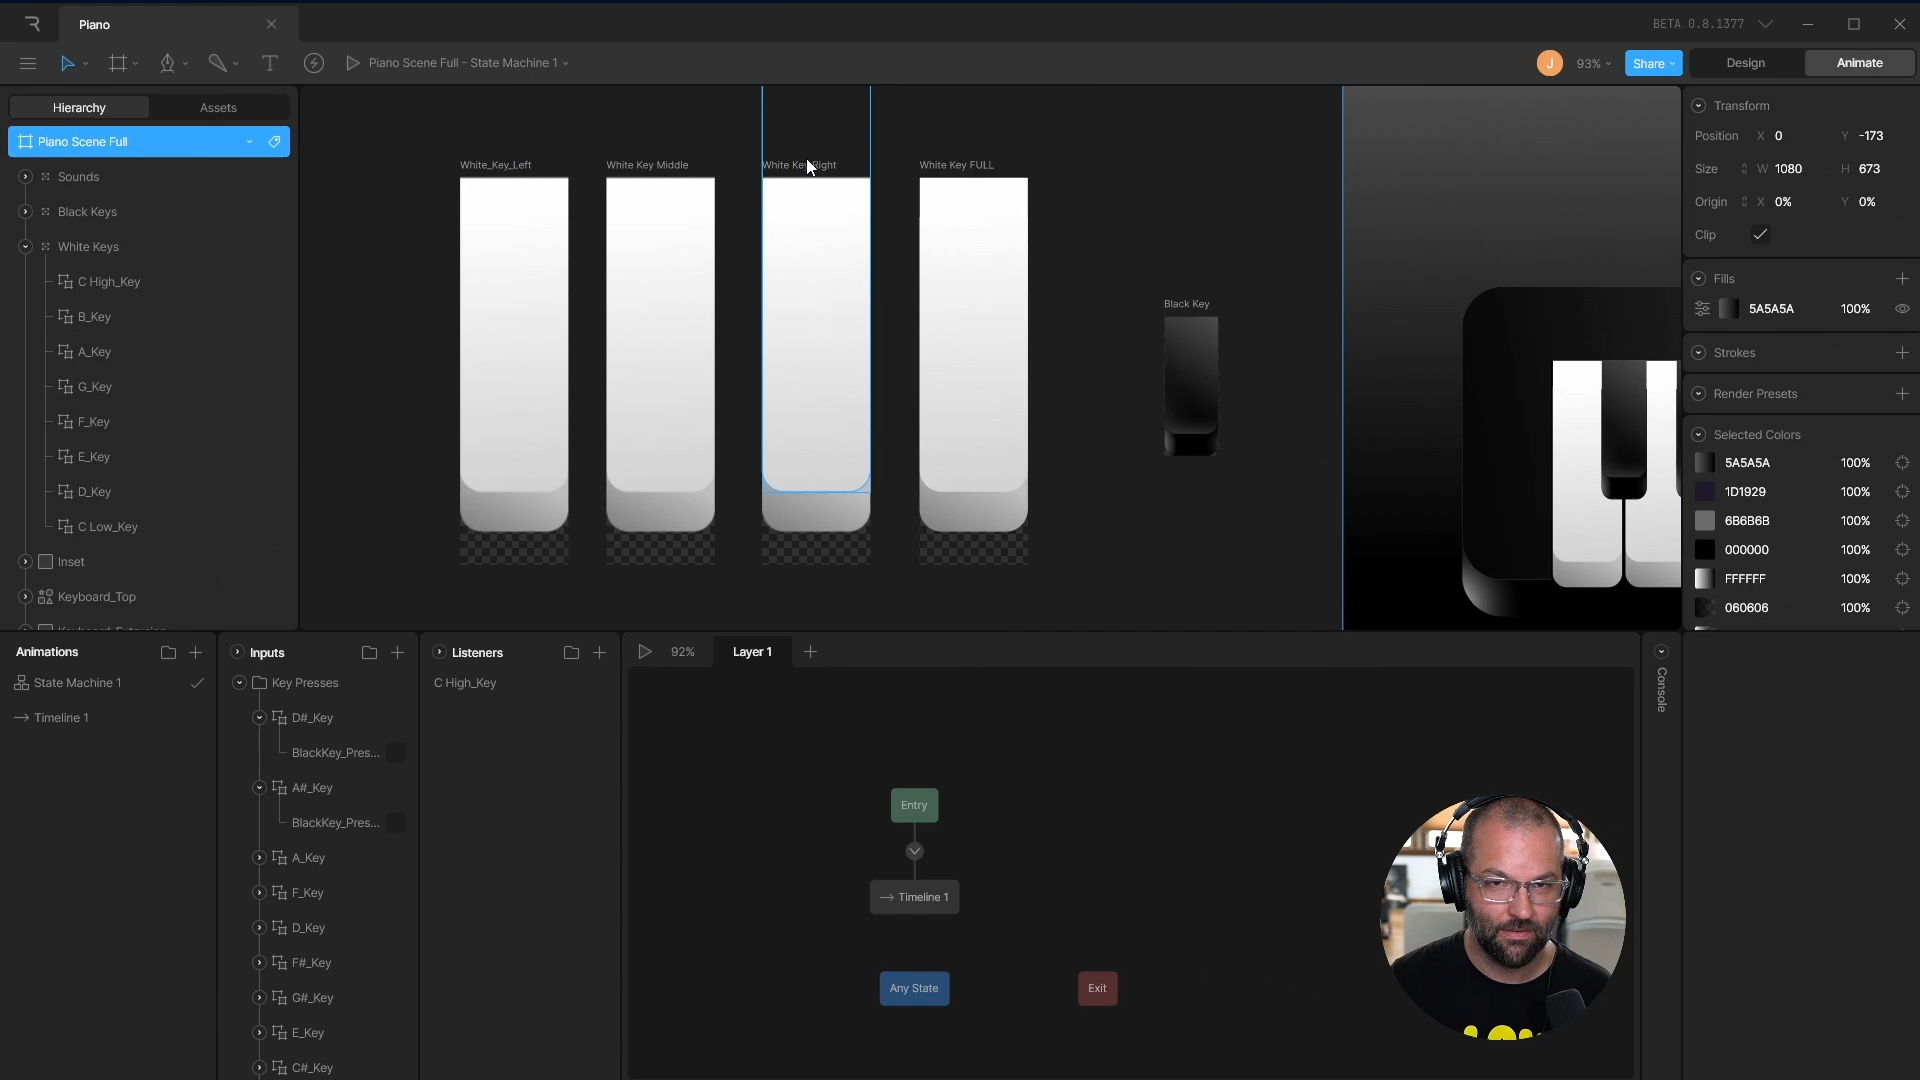 Piano
BETA 0.8.1377
T
Piano Scene Full - State Machine 1
J
93%
Share
Design
Animate
Hierarchy
Assets
Piano Scene Full
Sounds
Black Keys
White Keys
C High_Key
B_Key
A_Key
G_Key
F_Key
E_Key
D_Key
C Low_Key
Inset
Keyboard_Top
White_Key_Left
White Key Middle
White Key Right
White Key FULL
Black Key
Transform
Position X 0 Y -173
Size W 1080 H 673
Origin X 0% Y 0%
Clip
Fills
5A5A5A 100%
Strokes
Render Presets
Selected Colors
5A5A5A 100%
1D1929 100%
6B6B6B 100%
000000 100%
FFFFFF 100%
060606 100%
Animations
State Machine 1
Timeline 1
Inputs
Key Presses
D#_Key
BlackKey_Pres...
A#_Key
BlackKey_Pres...
A_Key
F_Key
D_Key
F#_Key
G#_Key
E_Key
C#_Key
Listeners
C High_Key
92%
Layer 1
Entry
Timeline 1
Any State
Exit
Console